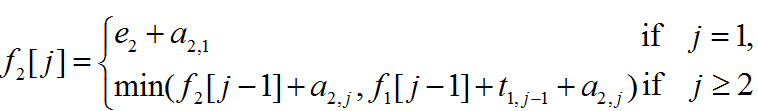 f₂[j] = { e₂ + a₂,₁ if j = 1,
min(f₂[j − 1] + a₂,ⱼ, f₁[j − 1] + t₁,ⱼ₋₁ + a₂,ⱼ) if j ≥ 2